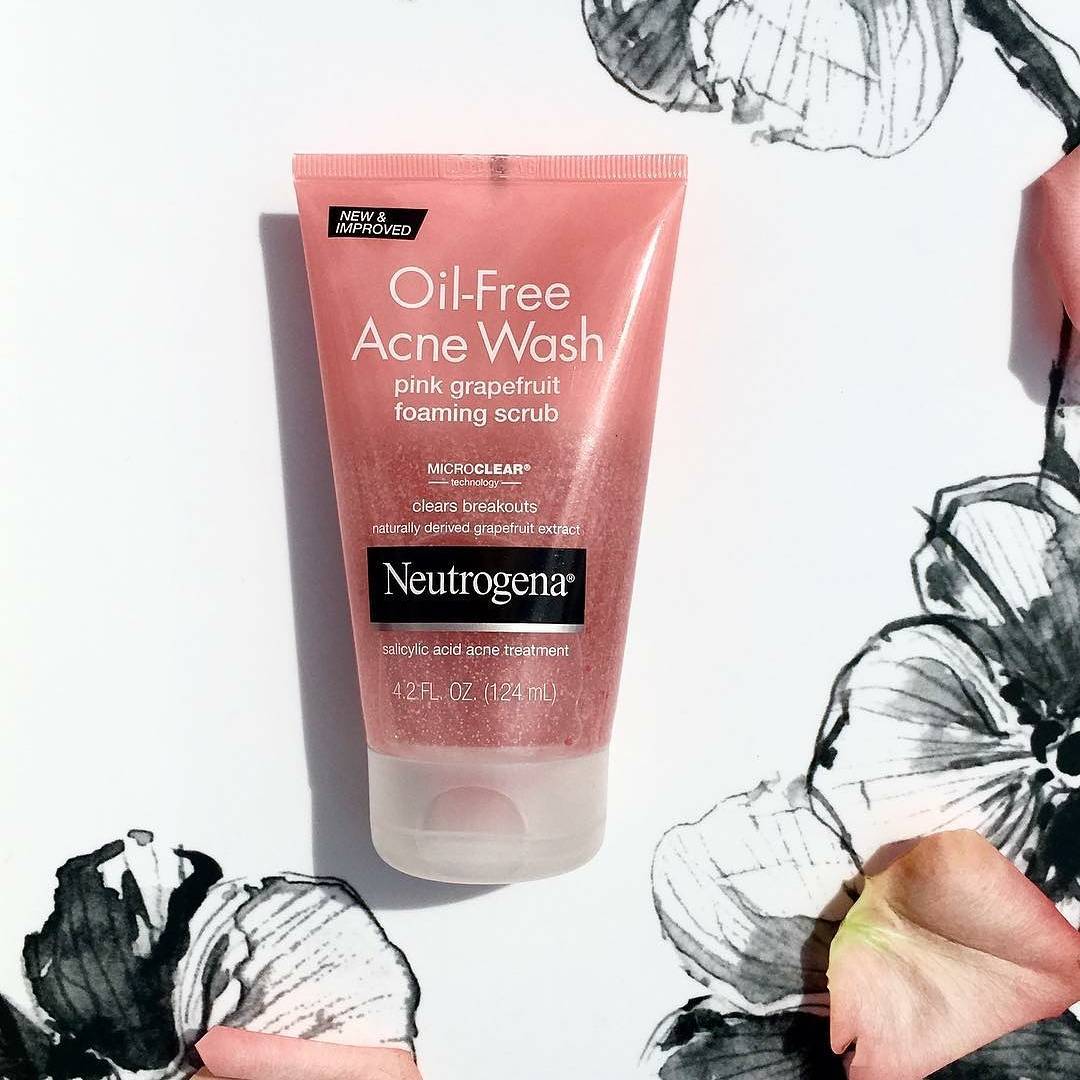 NEW &
IMPROVED
Oil-Free
Acne Wash
pink grapefruit
foaming scrub
MICROCLEAR®
technology
clears breakouts
naturally derived grapefruit extract
Neutrogena®
salicylic acid acne treatment
4.2 FL. OZ. (124 mL)